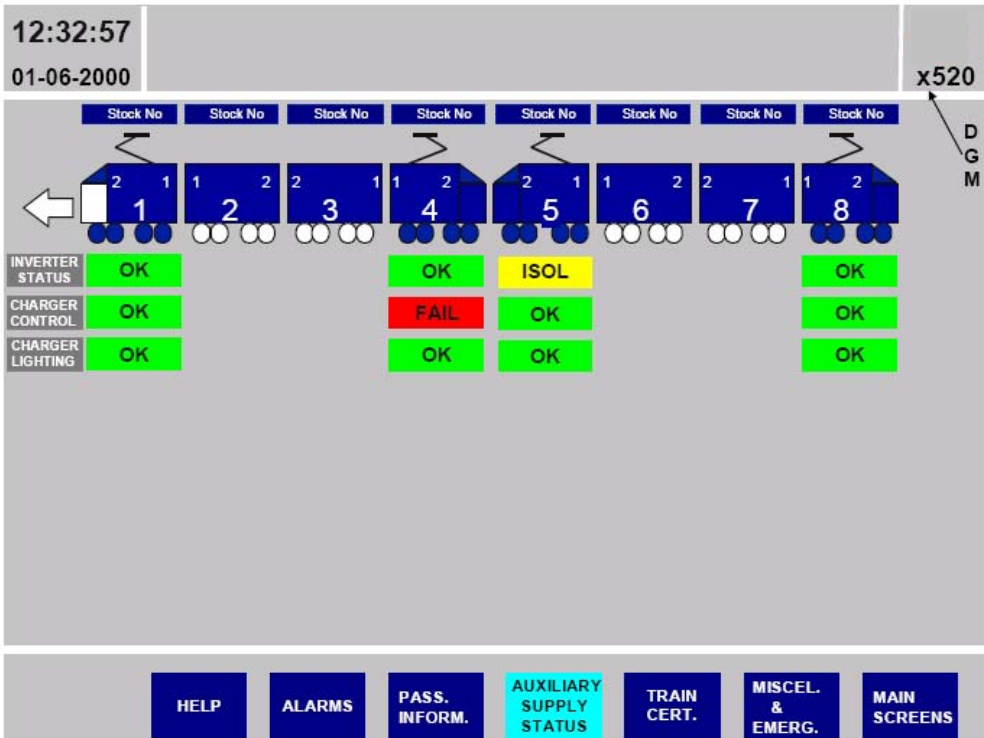 12:32:57
01-06-2000
x520
D
G
M
Stock No Stock No Stock No Stock No Stock No Stock No Stock No Stock No
2 1 1 2 2 1 1 2 2 1 1 2 2 1 1 2
1 2 3 4 5 6 7 8
INVERTER
STATUS
OK OK ISOL OK
CHARGER
CONTROL
OK FAIL OK OK
CHARGER
LIGHTING
OK OK OK OK
HELP
ALARMS
PASS.
INFORM.
AUXILIARY
SUPPLY
STATUS
TRAIN
CERT.
MISCEL.
&
EMERG.
MAIN
SCREENS